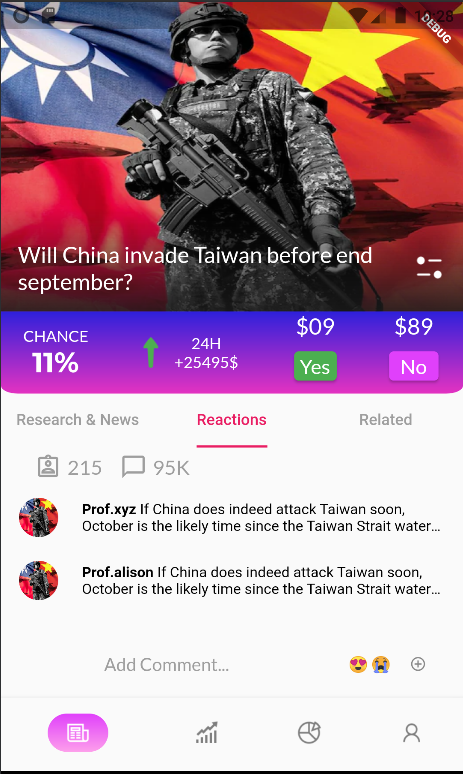 DEBUG
Will China invade Taiwan before end
september?
CHANCE
11%
24H
+25495$
$09
$89
Yes
No
Research & News
Reactions
Related
215
95K
Prof.xyz If China does indeed attack Taiwan soon,
October is the likely time since the Taiwan Strait water...
Prof.alison If China does indeed attack Taiwan soon,
October is the likely time since the Taiwan Strait water...
Add Comment...